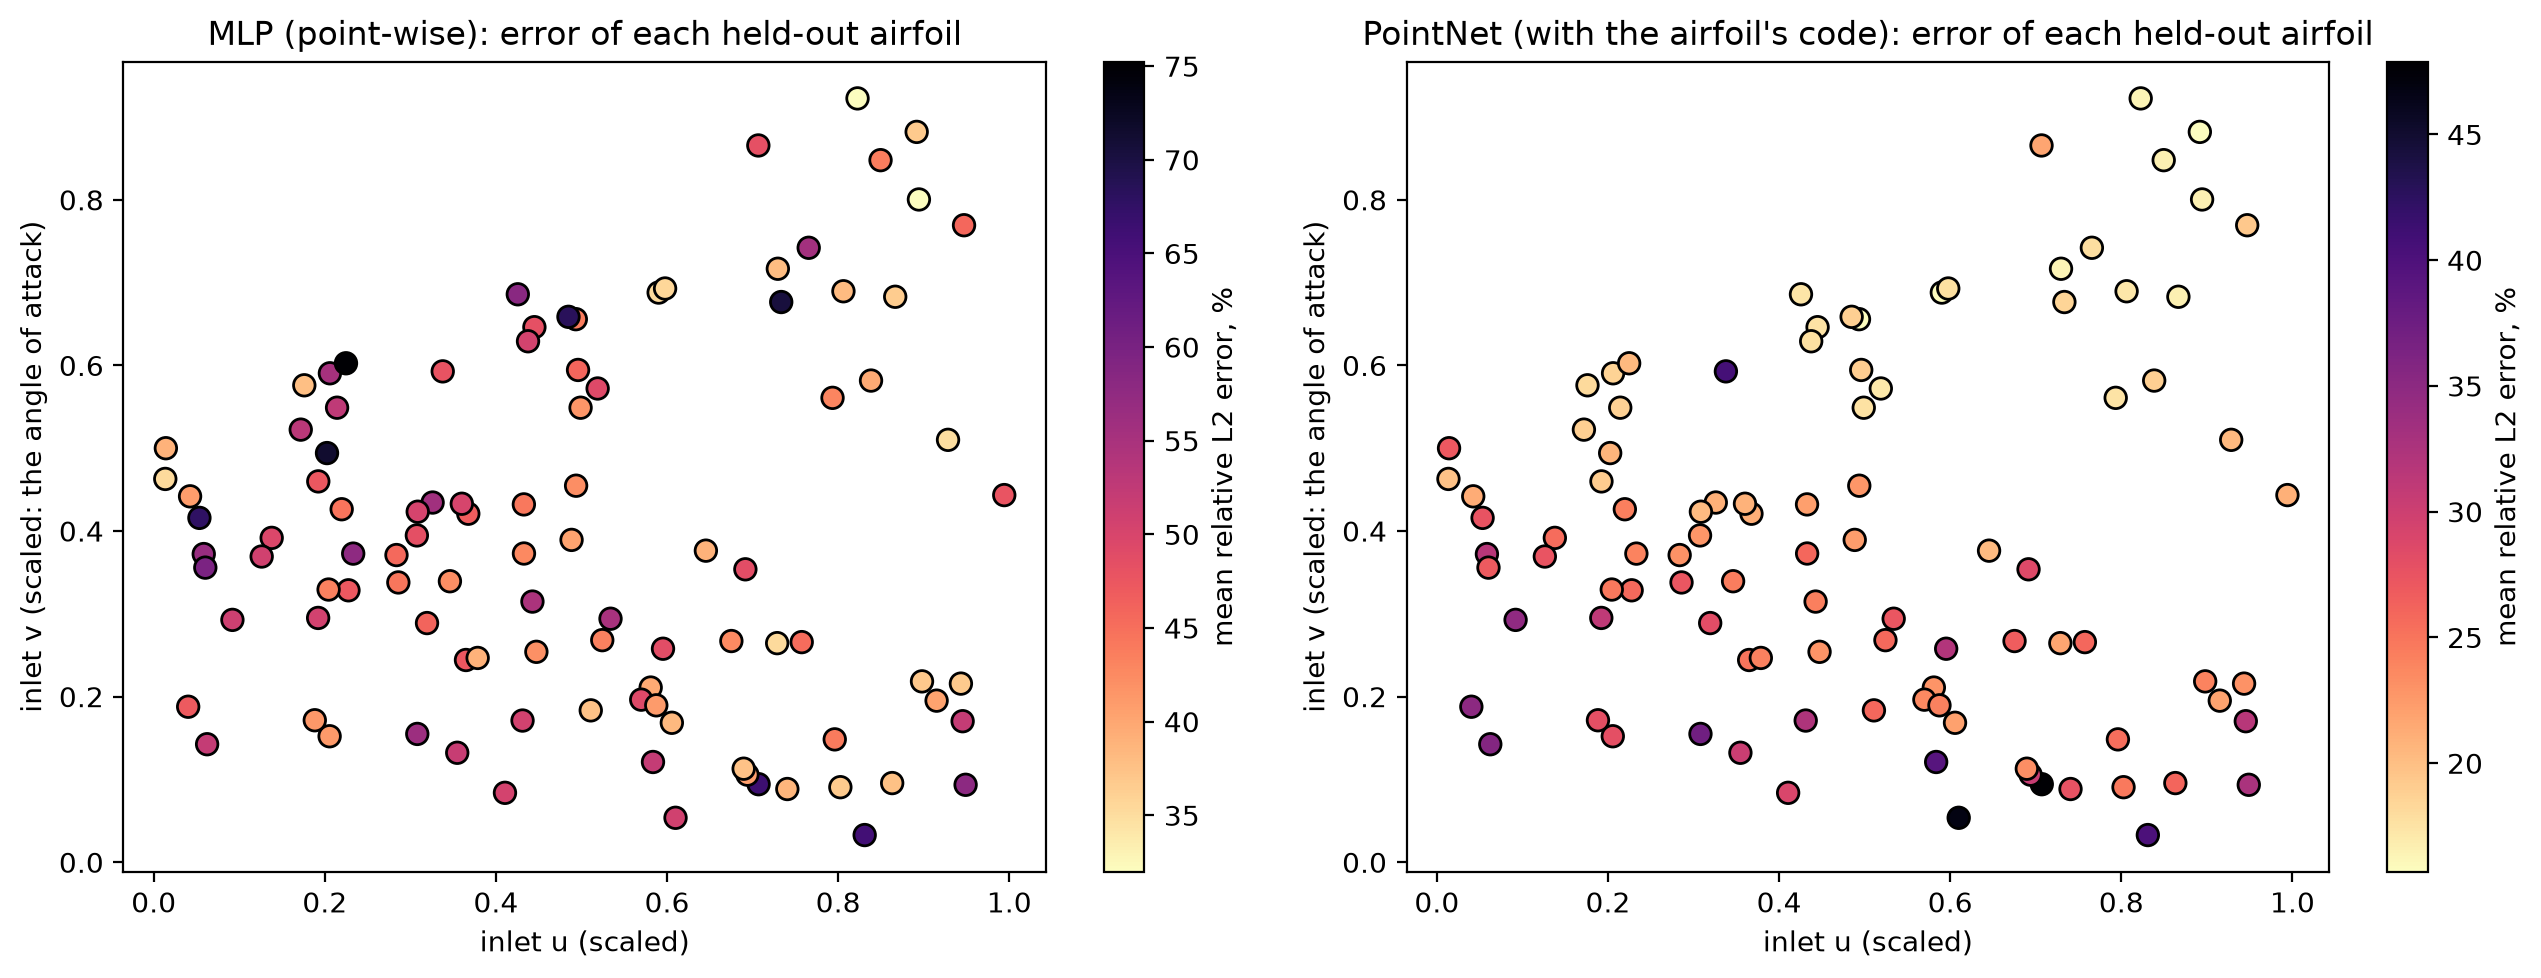 MLP (point-wise): error of each held-out airfoil
inlet v (scaled: the angle of attack)
0.8
0.6
0.4
0.2
0.0
0.0 0.2 0.4 0.6 0.8 1.0
inlet u (scaled)
75
70
65
60
55
50
45
40
35
mean relative L2 error, %
PointNet (with the airfoil's code): error of each held-out airfoil
inlet v (scaled: the angle of attack)
0.8
0.6
0.4
0.2
0.0
0.0 0.2 0.4 0.6 0.8 1.0
inlet u (scaled)
45
40
35
30
25
20
mean relative L2 error, %